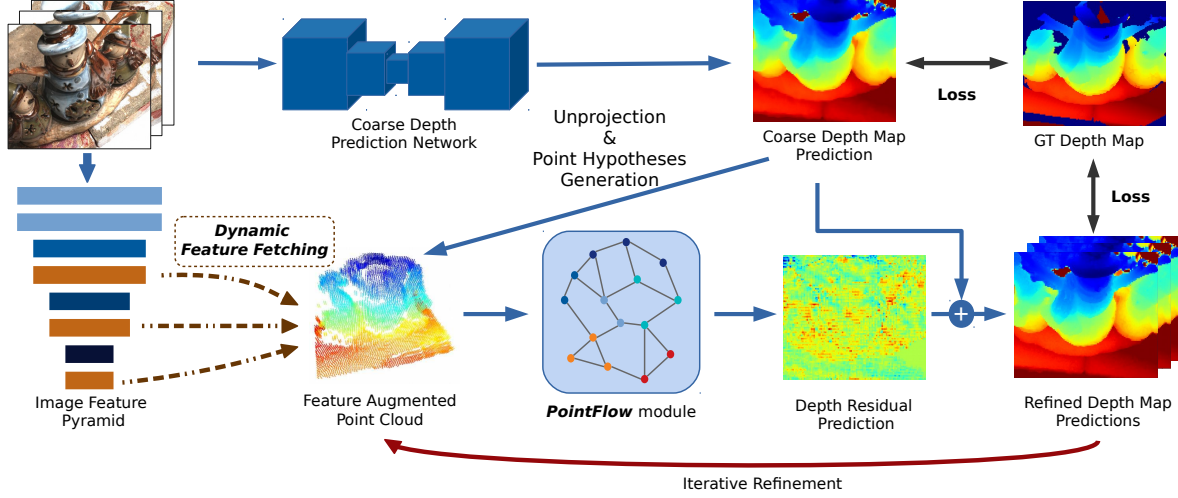 Coarse Depth
Prediction Network
Unprojection
&
Point Hypotheses
Generation
Coarse Depth Map
Prediction
Loss
GT Depth Map
Loss
Dynamic
Feature Fetching
Image Feature
Pyramid
Feature Augmented
Point Cloud
PointFlow module
Depth Residual
Prediction
+
Refined Depth Map
Predictions
Iterative Refinement